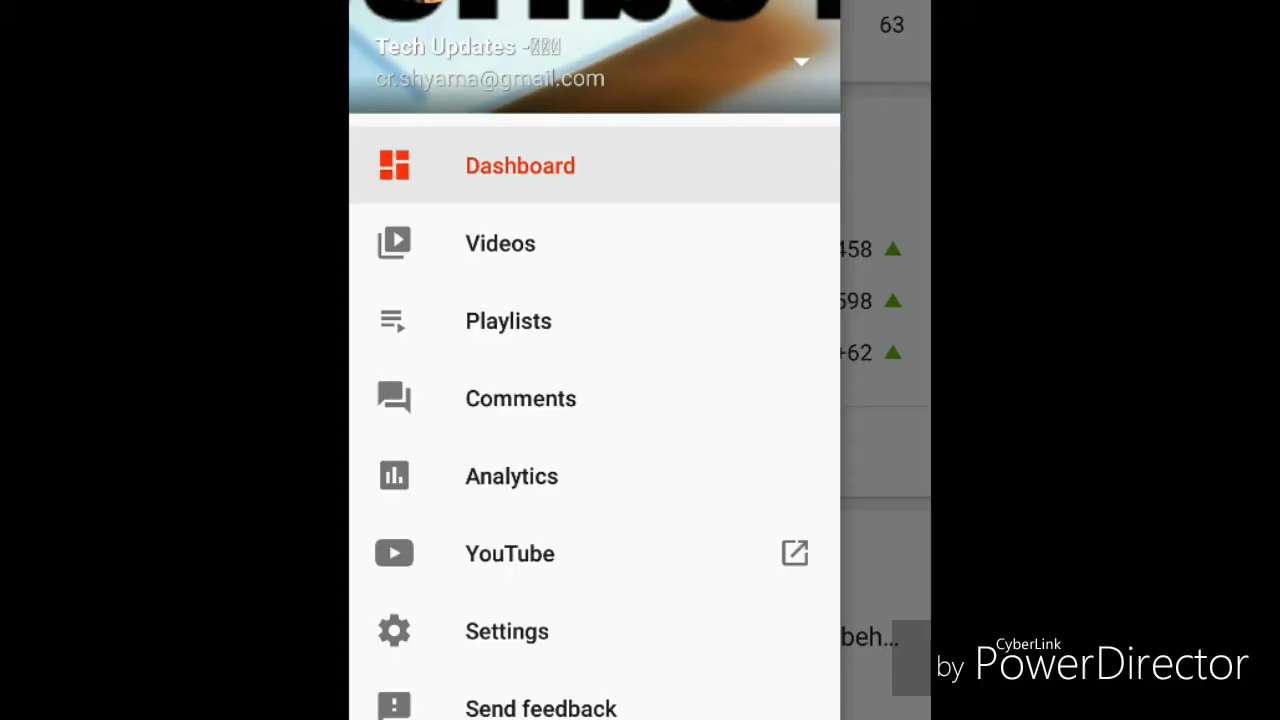 63
Tech Updates -
cr.shyama@gmail.com
Dashboard
Videos
458
Playlists
598
+62
Comments
Analytics
YouTube
Settings
beh...
Send feedback
CyberLink
by PowerDirector